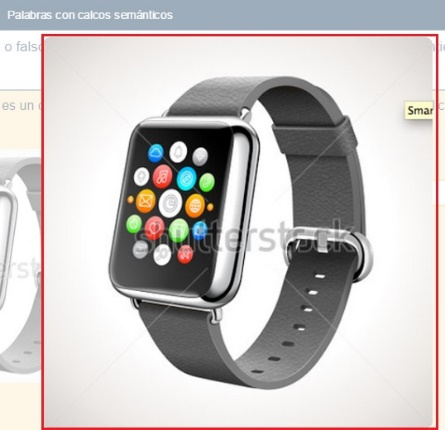 Palabras con calcos semánticos
o falso
es un
Smar
shutterstock